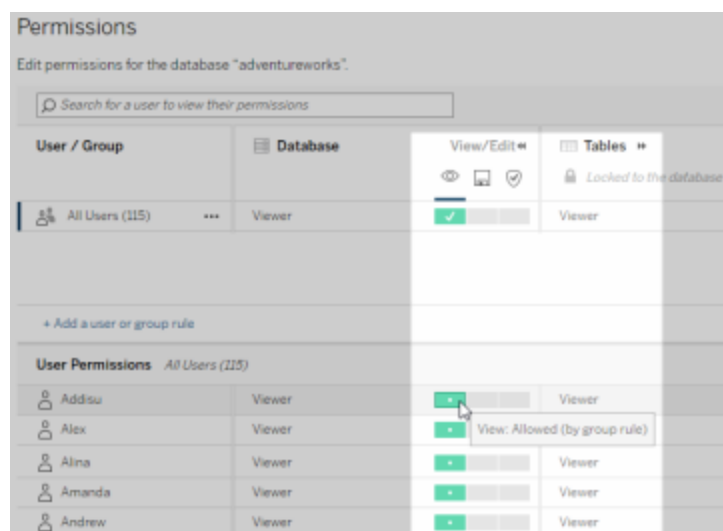 Permissions
Edit permissions for the database "adventureworks".
Search for a user to view their permissions
User / Group Database View/Edit Tables
Locked to the database
All Users (115) ••• Viewer Viewer
+ Add a user or group rule
User Permissions All Users (115)
Addisu Viewer Viewer
Alex Viewer View: Allowed (by group rule)
Alina Viewer Viewer
Amanda Viewer Viewer
Andrew Viewer Viewer